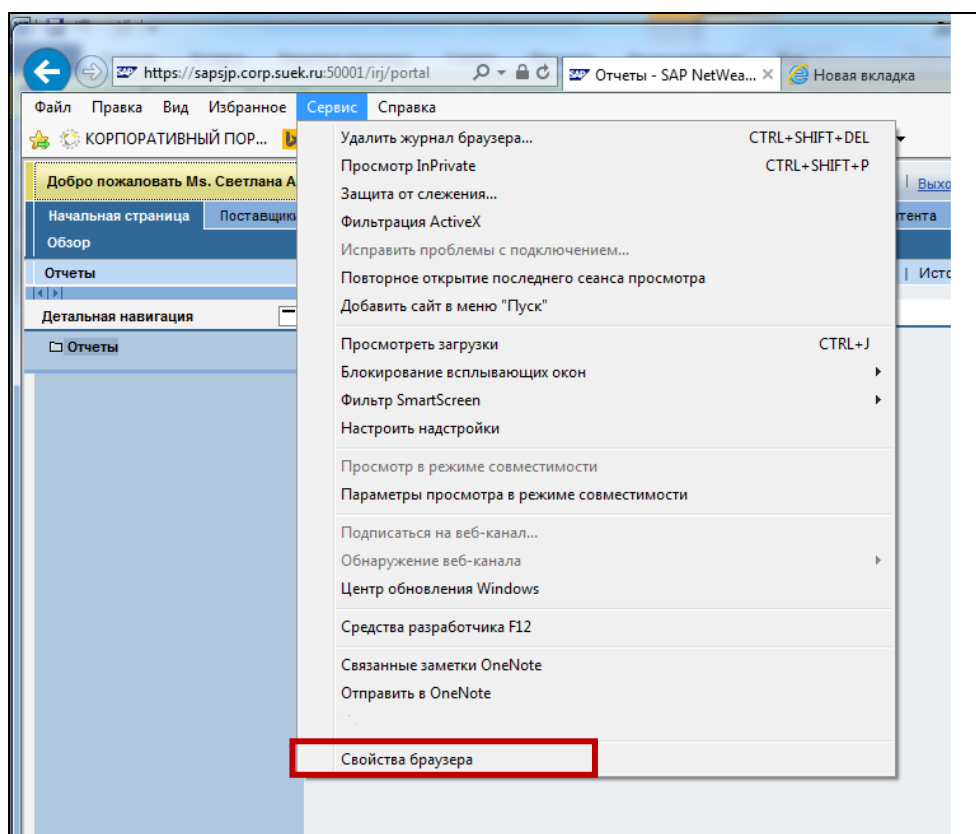 https://sapsjp.corp.suek.ru:50001/irj/portal
SAP Отчеты - SAP NetWea...
Новая вкладка
Файл Правка Вид Избранное Сервис Справка
КОРПОРАТИВНЫЙ ПОР...
Добро пожаловать Ms. Светлана А
Начальная страница Поставщики
Обзор
Отчеты
Детальная навигация
Отчеты
Удалить журнал браузера... CTRL+SHIFT+DEL
Просмотр InPrivate CTRL+SHIFT+P
Защита от слежения...
Фильтрация ActiveX
Исправить проблемы с подключением...
Повторное открытие последнего сеанса просмотра
Добавить сайт в меню "Пуск"
Просмотреть загрузки CTRL+J
Блокирование всплывающих окон
Фильтр SmartScreen
Настроить надстройки
Просмотр в режиме совместимости
Параметры просмотра в режиме совместимости
Подписаться на веб-канал...
Обнаружение веб-канала
Центр обновления Windows
Средства разработчика F12
Связанные заметки OneNote
Отправить в OneNote
Свойства браузера
| Выхо
тента
| Исто